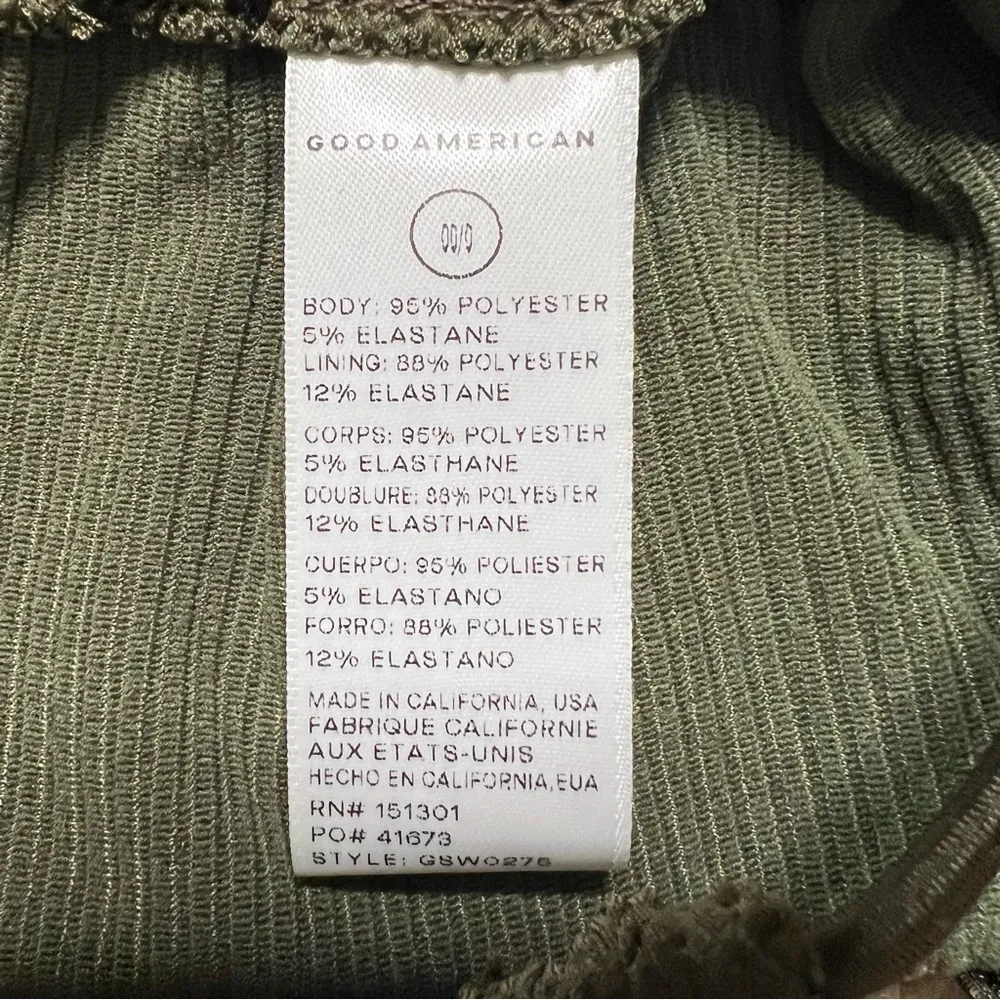 GOOD AMERICAN
00/0
BODY: 95% POLYESTER
5% ELASTANE
LINING: 88% POLYESTER
12% ELASTANE
CORPS: 95% POLYESTER
5% ELASTHANE
DOUBLURE: 88% POLYESTER
12% ELASTHANE
CUERPO: 95% POLIESTER
5% ELASTANO
FORRO: 88% POLIESTER
12% ELASTANO
MADE IN CALIFORNIA, USA
FABRIQUE CALIFORNIE
AUX ETATS-UNIS
HECHO EN CALIFORNIA, EUA
RN# 151301
PO# 41673
STYLE: GSW0275